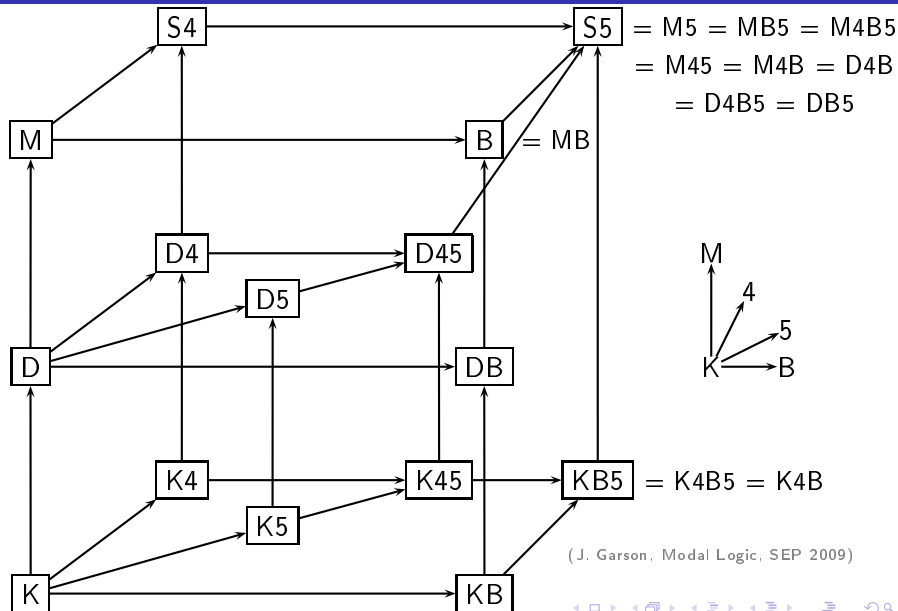 S4
S5 = M5 = MB5 = M4B5
= M45 = M4B = D4B
= D4B5 = DB5
M
B = MB
D4
D45
D5
D
DB
M
4
5
K
B
K4
K45
KB5 = K4B5 = K4B
K5
K
KB
(J. Garson, Modal Logic, SEP 2009)